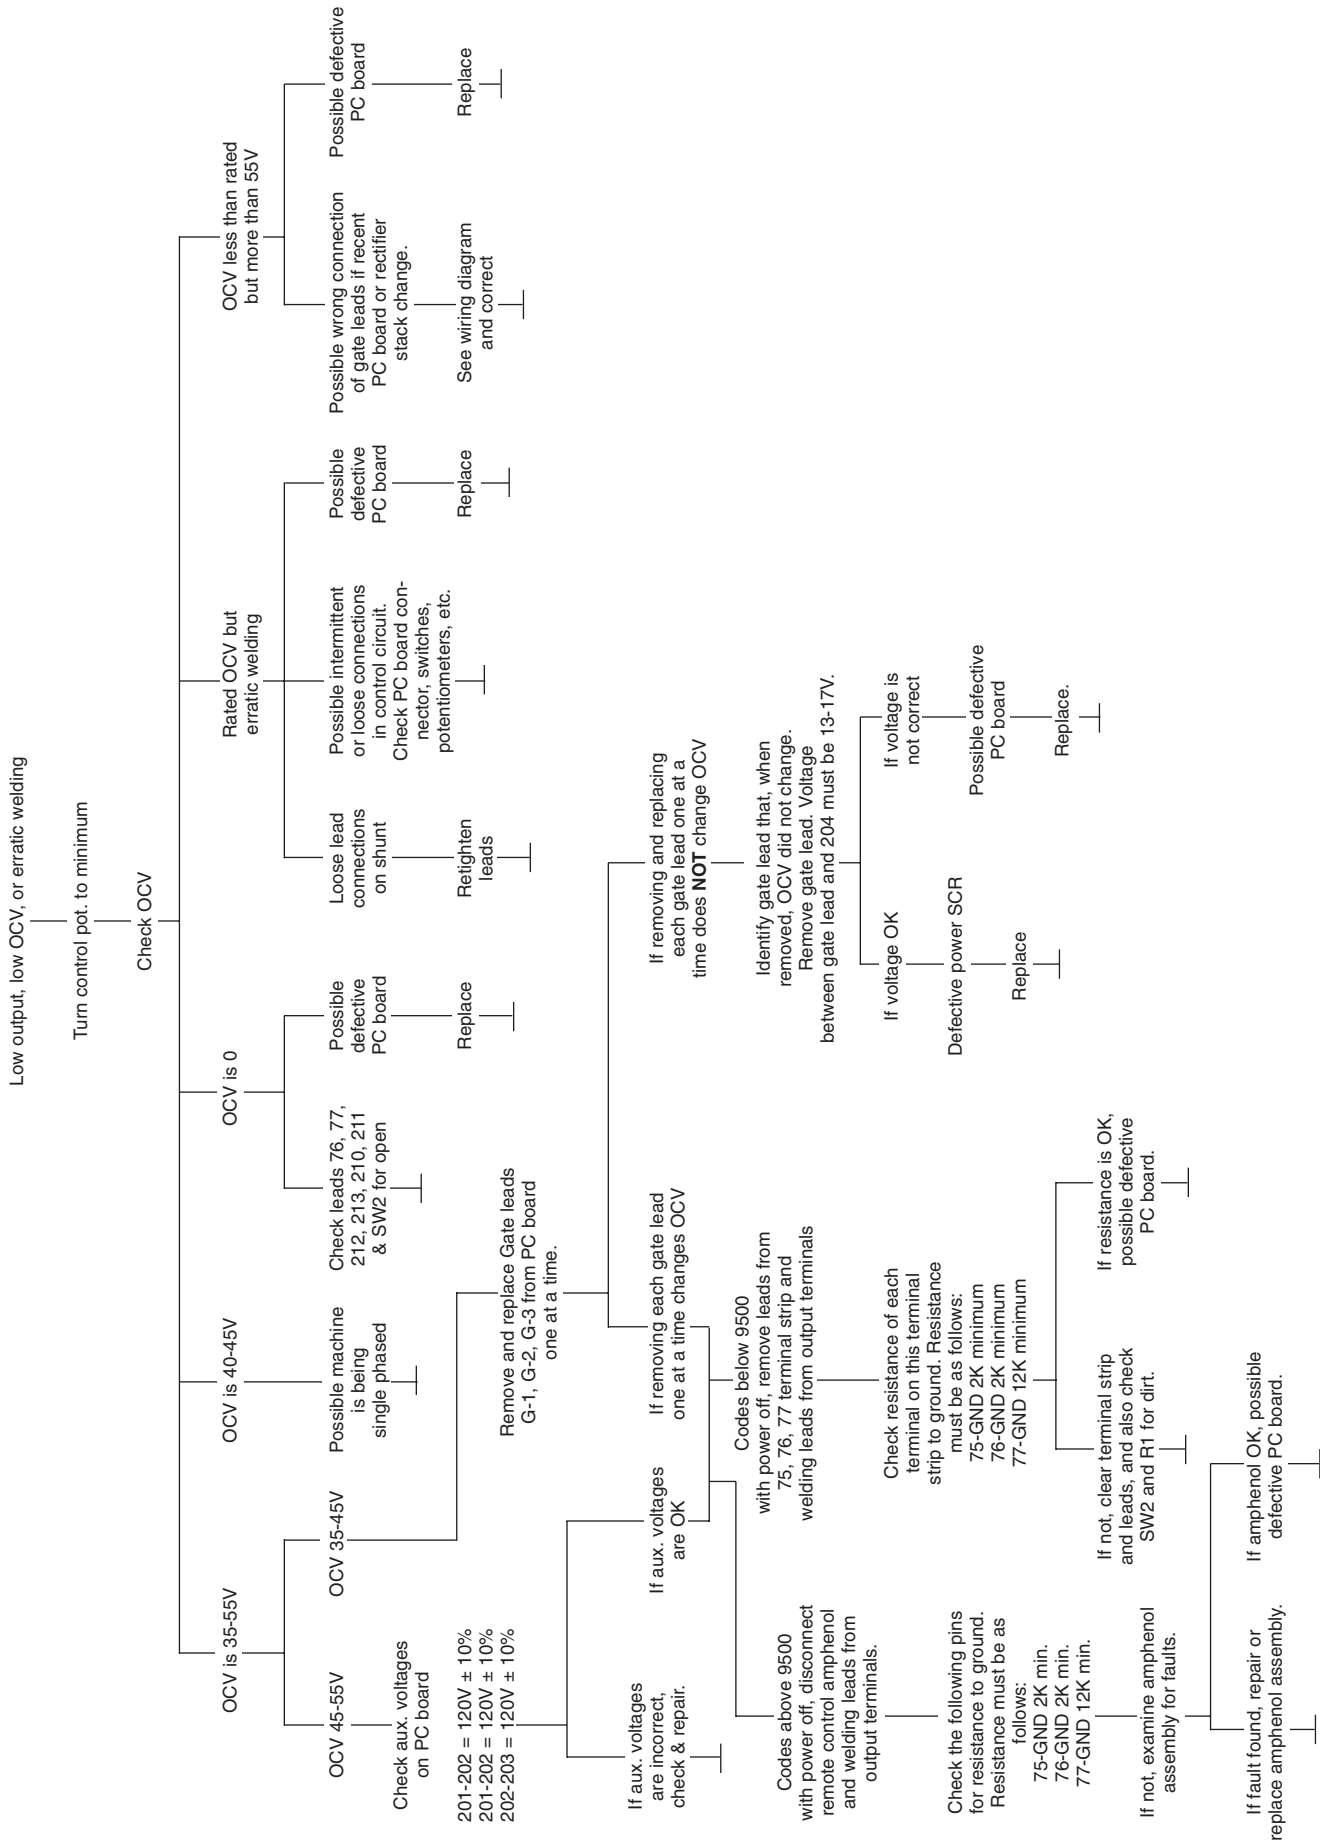 Low output, low OCV, or erratic welding
Turn control pot. to minimum
Check OCV
OCV is 35-55V
OCV is 40-45V
OCV is 0
Rated OCV but
erratic welding
OCV less than rated
but more than 55V
OCV 45-55V
OCV 35-45V
Possible machine
is being
single phased
Check leads 76, 77,
212, 213, 210, 211
& SW2 for open
Possible
defective
PC board
Replace
Loose lead
connections
on shunt
Retighten
leads
Possible intermittent
or loose connections
in control circuit.
Check PC board con-
nector, switches,
potentiometers, etc.
Possible
defective
PC board
Replace
Possible wrong connection
of gate leads if recent
PC board or rectifier
stack change.
See wiring diagram
and correct
Possible defective
PC board
Replace
Check aux. voltages
on PC board
201-202 = 120V ± 10%
201-202 = 120V ± 10%
202-203 = 120V ± 10%
Remove and replace Gate leads
G-1, G-2, G-3 from PC board
one at a time.
If aux. voltages
are incorrect,
check & repair.
If aux. voltages
are OK
If removing each gate lead
one at a time changes OCV
If removing and replacing
each gate lead one at a
time does NOT change OCV
Codes above 9500
with power off, disconnect
remote control amphenol
and welding leads from
output terminals.
Codes below 9500
with power off, remove leads from
75, 76, 77 terminal strip and
welding leads from output terminals
Identify gate lead that, when
removed, OCV did not change.
Remove gate lead. Voltage
between gate lead and 204 must be 13-17V.
If voltage OK
Defective power SCR
Replace
If voltage is
not correct
Possible defective
PC board
Replace.
Check the following pins
for resistance to ground.
Resistance must be as
follows:
75-GND 2K min.
76-GND 2K min.
77-GND 12K min.
Check resistance of each
terminal on this terminal
strip to ground. Resistance
must be as follows:
75-GND 2K minimum
76-GND 2K minimum
77-GND 12K minimum
If not, examine amphenol
assembly for faults.
If not, clear terminal strip
and leads, and also check
SW2 and R1 for dirt.
If resistance is OK,
possible defective
PC board.
If fault found, repair or
replace amphenol assembly.
If amphenol OK, possible
defective PC board.